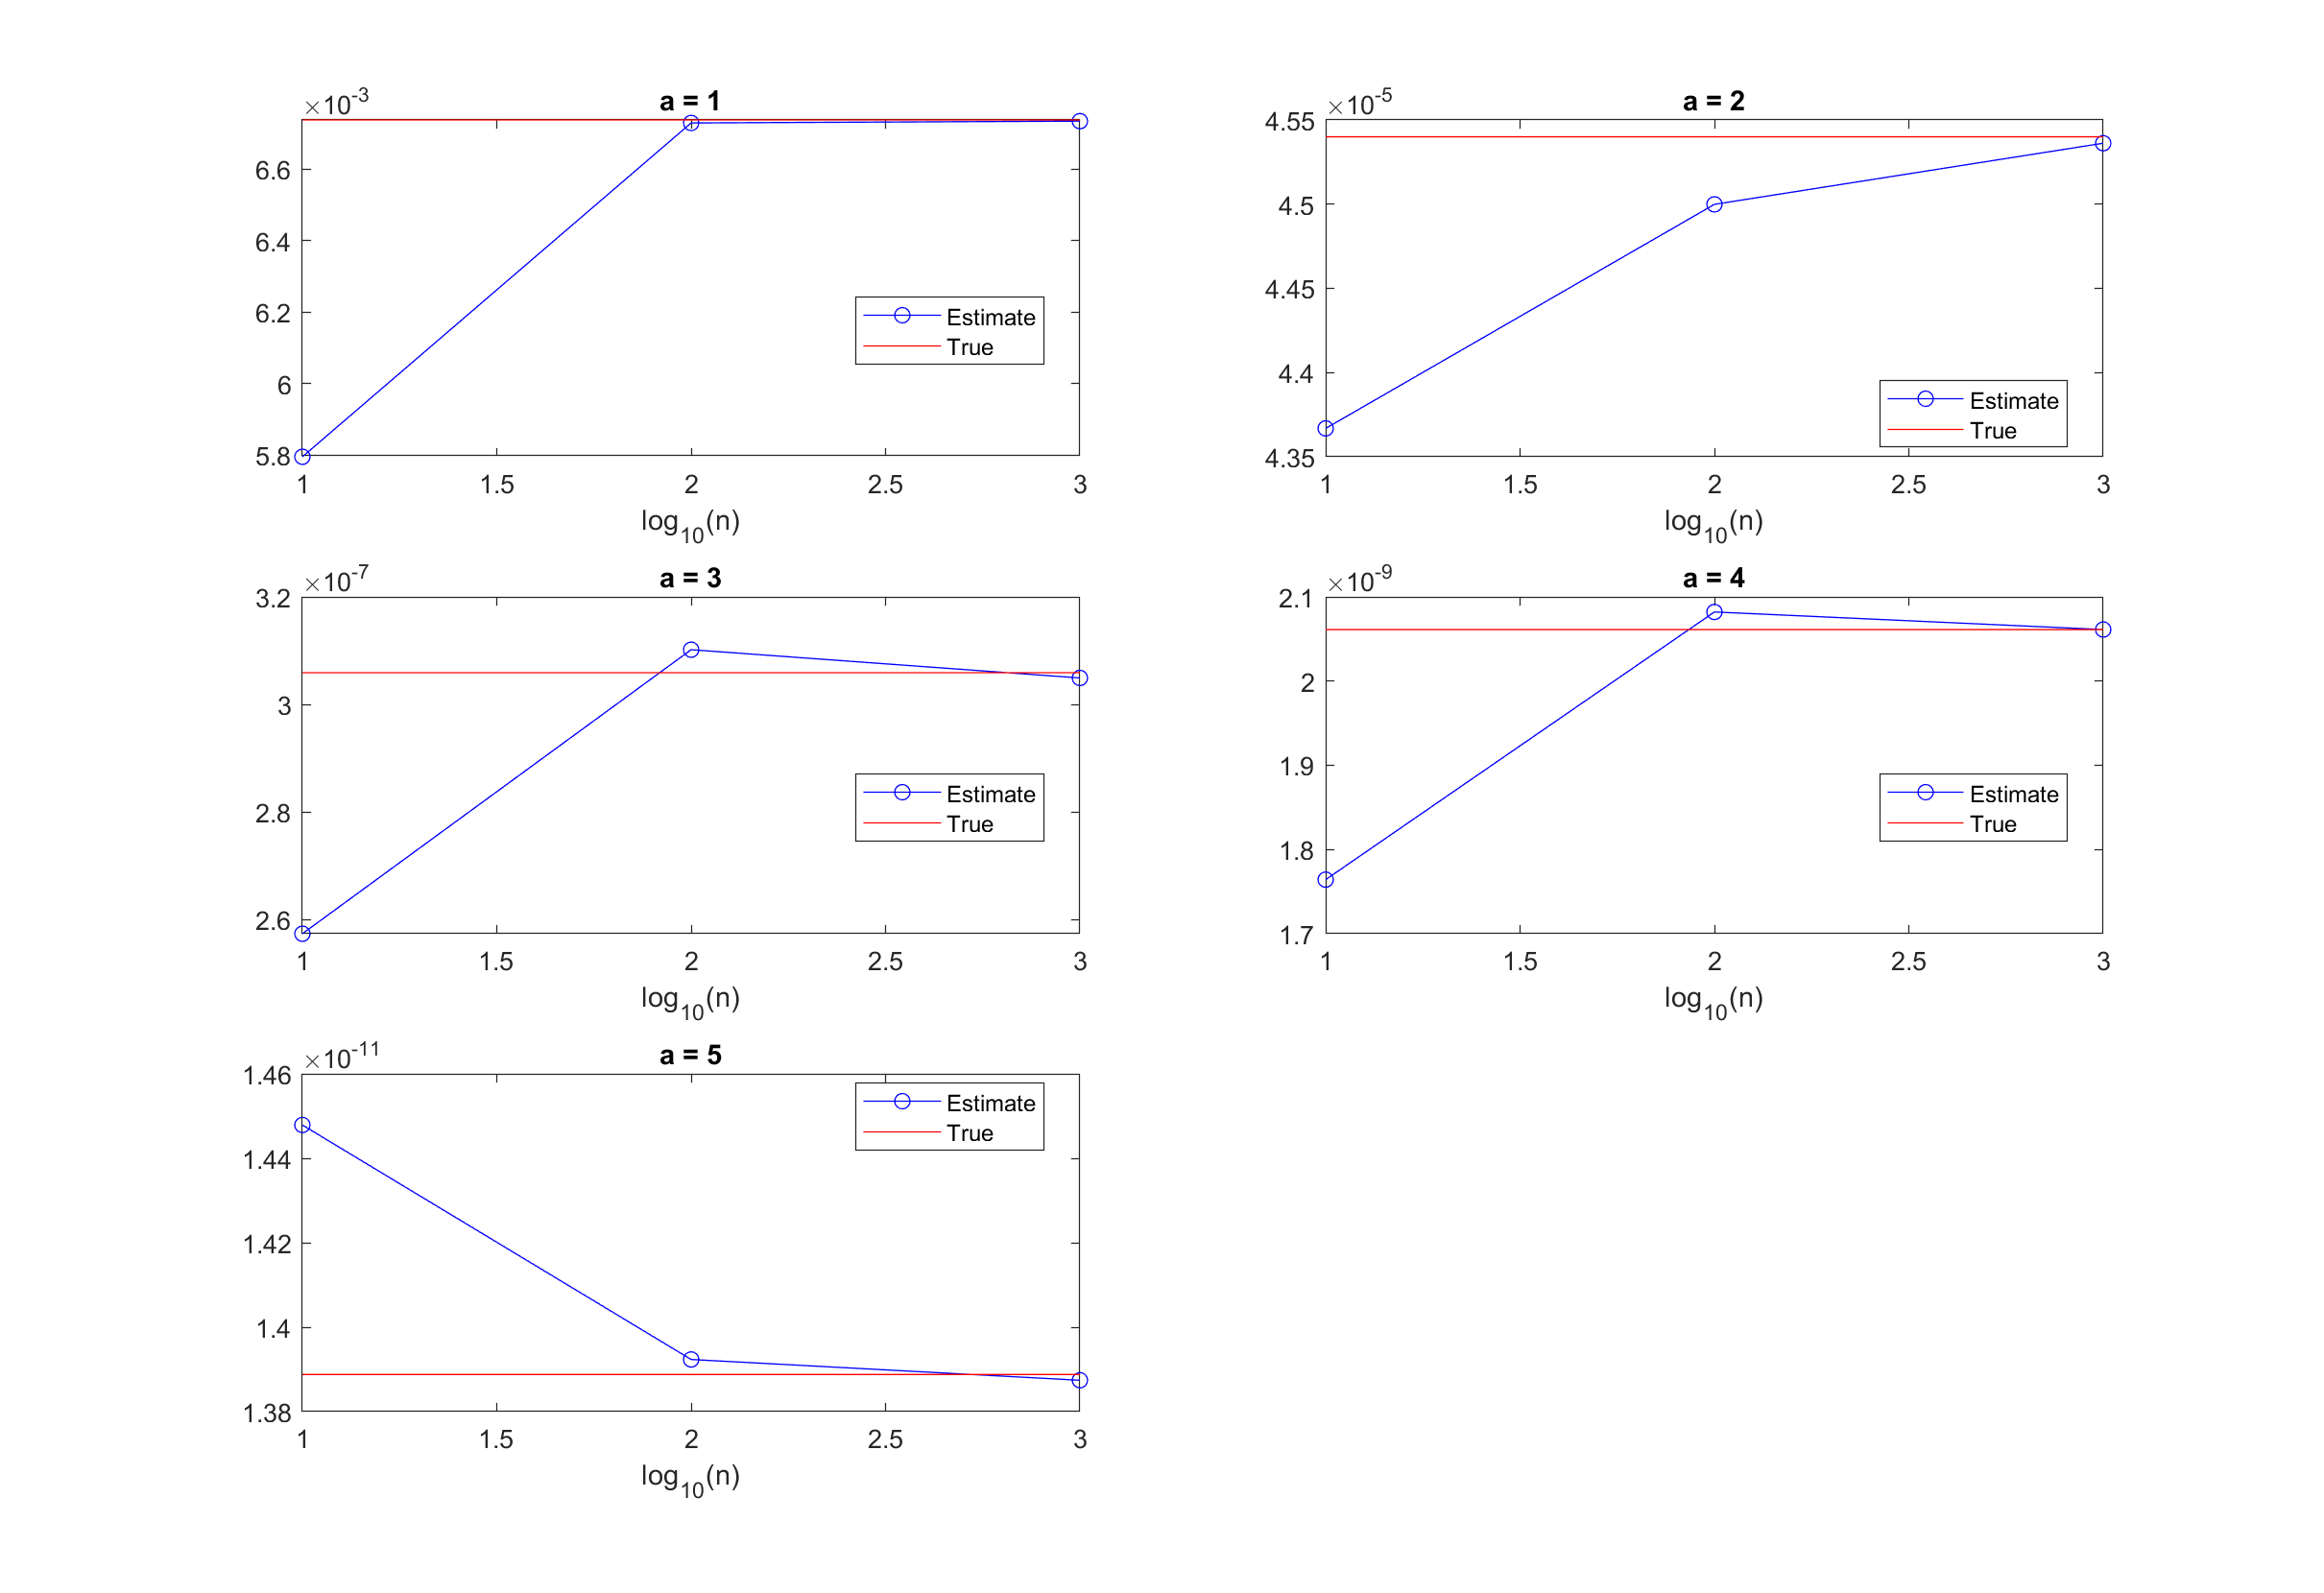 ×10-3
a = 1
6.6
6.4
6.2
6
5.8
1 1.5 2 2.5 3
log10(n)
Estimate
True
×10-5
a = 2
4.55
4.5
4.45
4.4
4.35
1 1.5 2 2.5 3
log10(n)
Estimate
True
×10-7
a = 3
3.2
3
2.8
2.6
1 1.5 2 2.5 3
log10(n)
Estimate
True
×10-9
a = 4
2.1
2
1.9
1.8
1.7
1 1.5 2 2.5 3
log10(n)
Estimate
True
×10-11
a = 5
1.46
1.44
1.42
1.4
1.38
1 1.5 2 2.5 3
log10(n)
Estimate
True